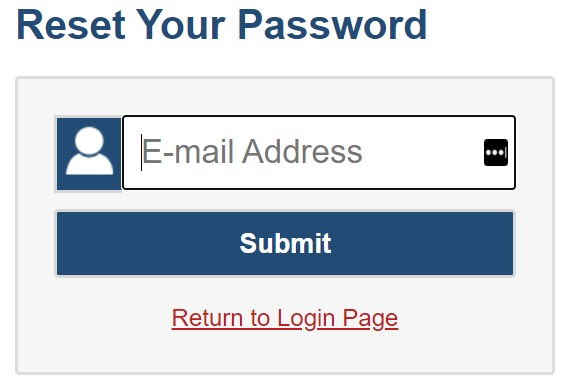 Reset Your Password
E-mail Address
Submit
Return to Login Page